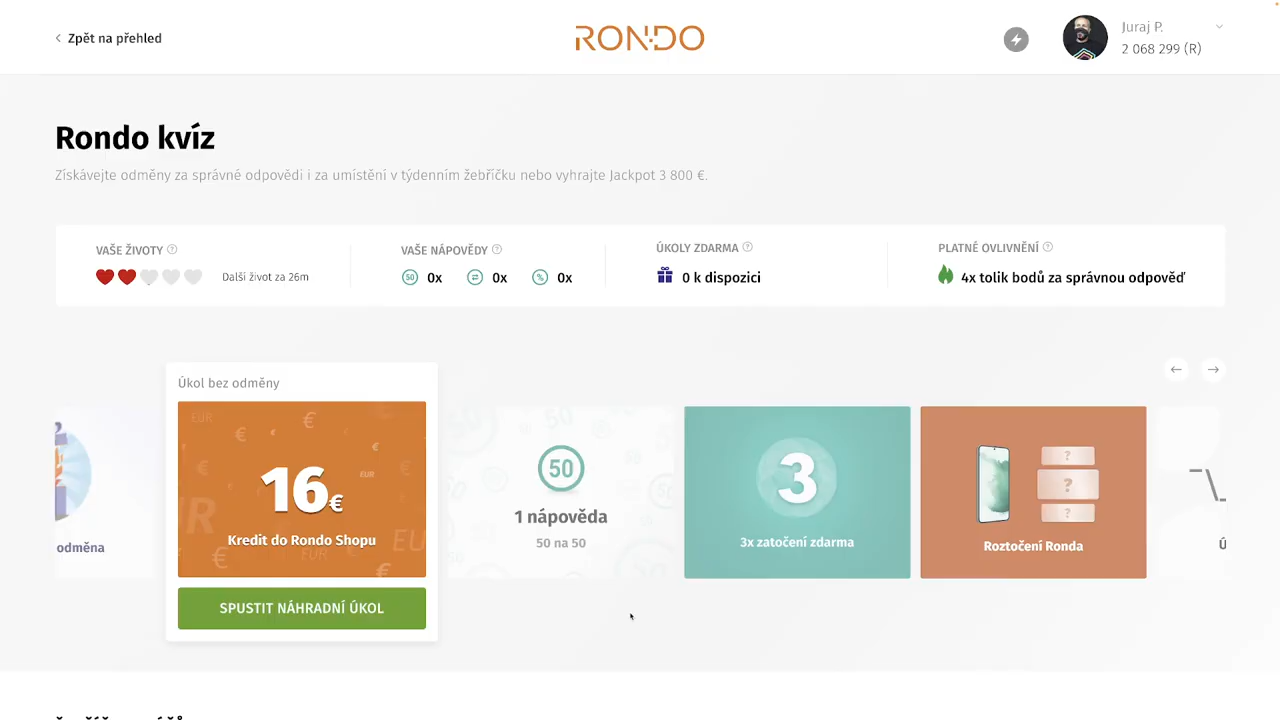 Zpět na přehled
RONDO
Juraj P.
2 068 299 (R)
Rondo kvíz
Získávejte odměny za správné odpovědi i za umístění v týdenním žebříčku nebo vyhrajte Jackpot 3 800 €.
VAŠE ŽIVOTY ?
Další život za 26m
VAŠE NÁPOVĚDY ?
50 0x 0x % 0x
ÚKOLY ZDARMA ?
0 k dispozici
PLATNÉ OVLIVNĚNÍ ?
4x tolik bodů za správnou odpověď
odměna
Úkol bez odměny
EUR € € € EUR
16€
Kredit do Rondo Shopu
SPUSTIT NÁHRADNÍ ÚKOL
50
1 nápověda
50 na 50
3
3x zatočení zdarma
? ? ?
Roztočení Ronda
Ú